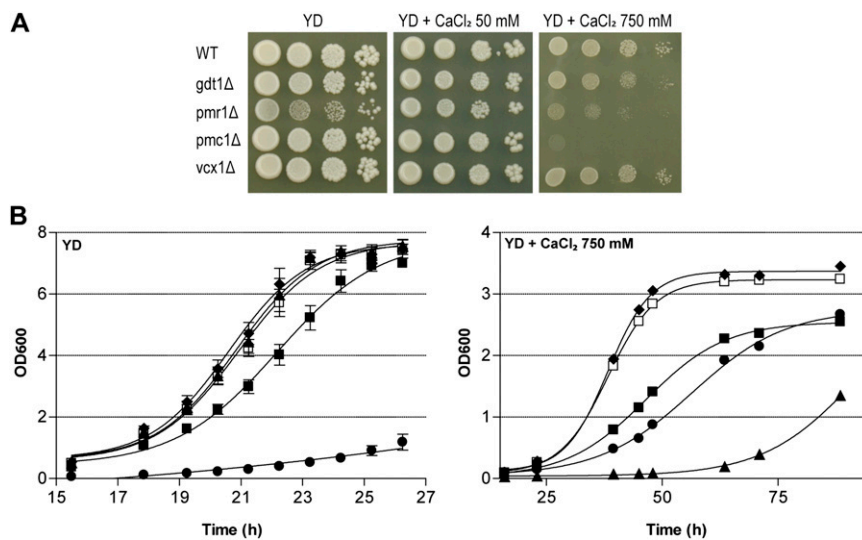 A
YD
YD + CaCl₂ 50 mM
YD + CaCl₂ 750 mM
WT
gdt1Δ
pmr1Δ
pmc1Δ
vcx1Δ
B
YD
OD600
8
6
4
2
0
15 17 19 21 23 25 27
Time (h)
YD + CaCl₂ 750 mM
OD600
4
3
2
1
0
25 50 75
Time (h)